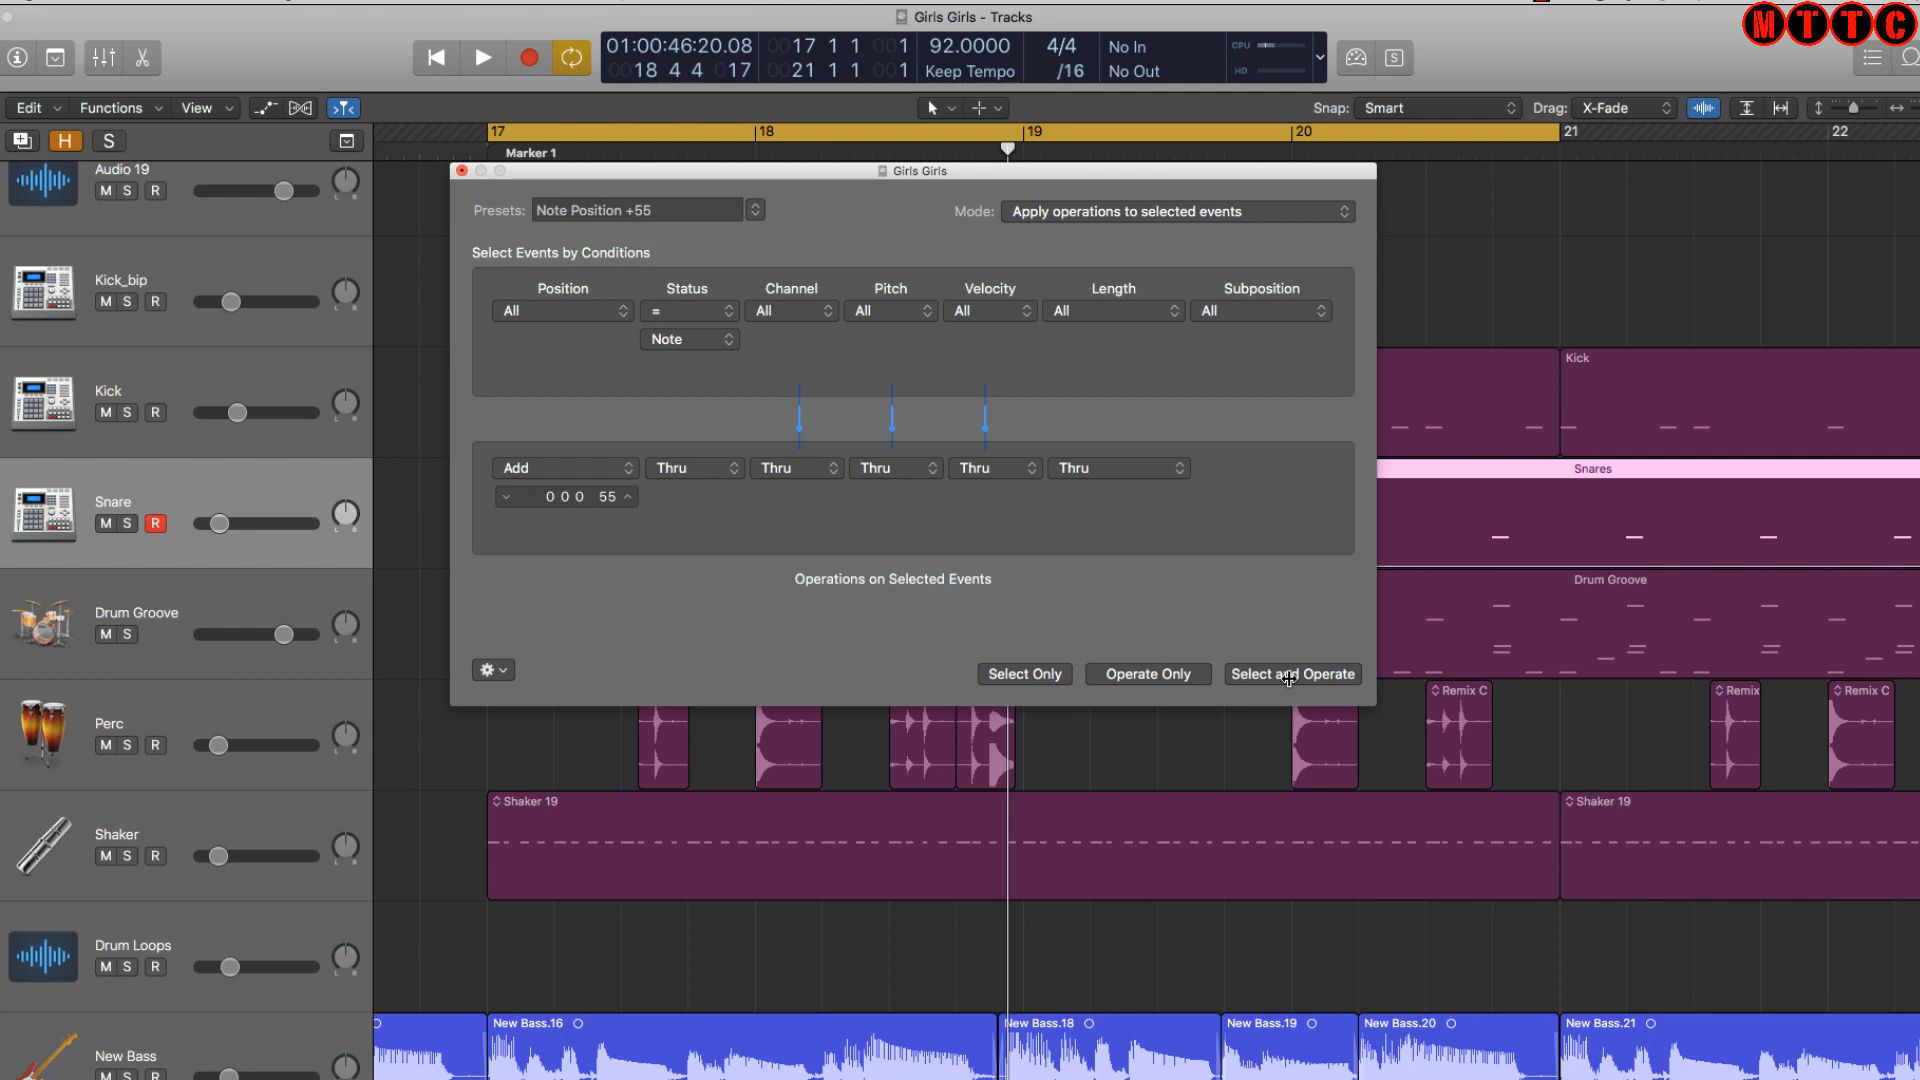 Girls Girls - Tracks
MTTC
01:00:46:20.08
0017 1 1 001
92.0000
4/4
No In
CPU
0018 4 4 017
0021 1 1 001
Keep Tempo
/16
No Out
HD
S
Edit
Functions
View
Snap: Smart
Drag: X-Fade
H
S
17
18
19
20
21
22
Marker 1
Girls Girls
Presets: Note Position +55
Mode: Apply operations to selected events
Select Events by Conditions
Position Status Channel Pitch Velocity Length Subposition
All = All All All All All
Note
Add Thru Thru Thru Thru Thru
0 0 0 55
Operations on Selected Events
Select Only
Operate Only
Select and Operate
Audio 19
M S R
L R
Kick_bip
M S R
L R
Kick
M S R
L R
Kick
Snare
M S R
L R
Snares
Drum Groove
M S
L R
Drum Groove
Perc
M S R
L R
Remix C
Remix
Remix C
Shaker
M S R
L R
Shaker 19
Shaker 19
Drum Loops
M S R
L R
New Bass
M S R
New Bass.16
New Bass.18
New Bass.19
New Bass.20
New Bass.21